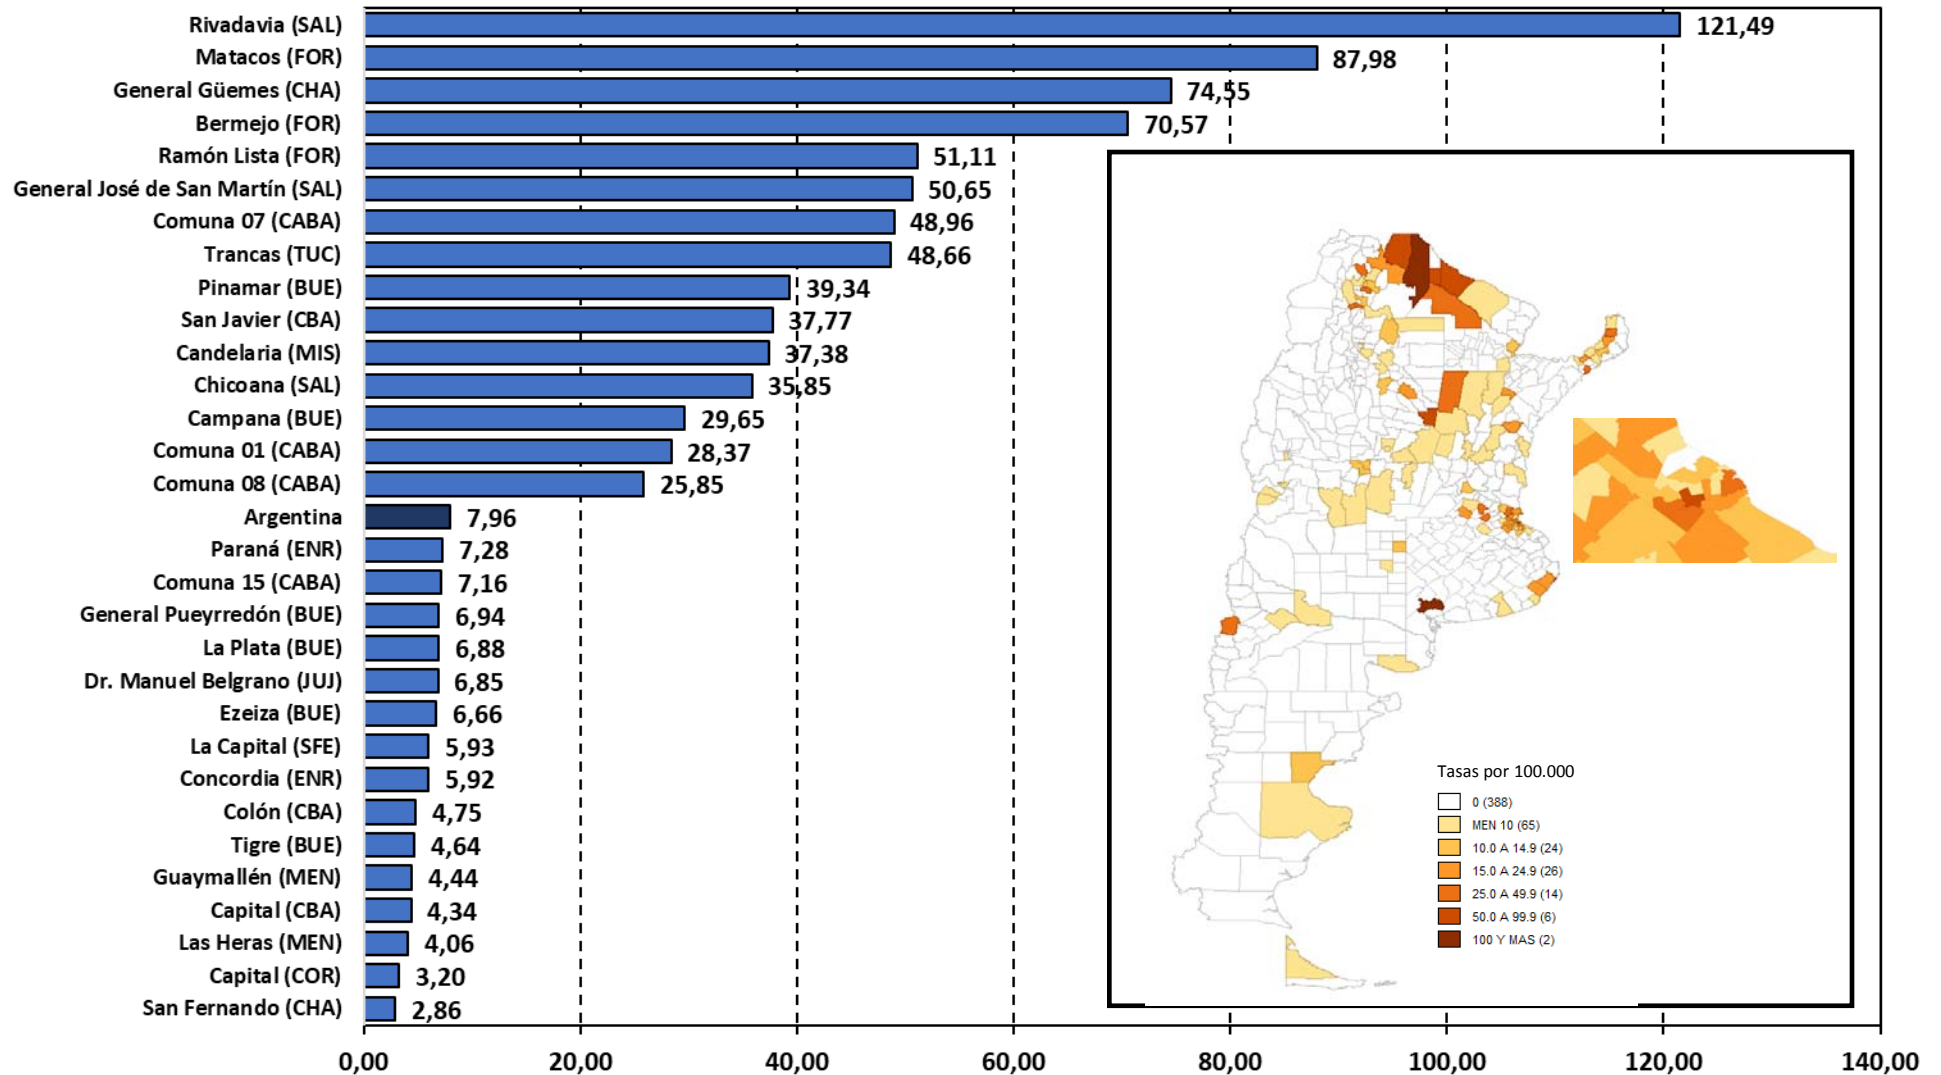 Rivadavia (SAL) 121,49
Matacos (FOR) 87,98
General Güemes (CHA) 74,55
Bermejo (FOR) 70,57
Ramón Lista (FOR) 51,11
General José de San Martín (SAL) 50,65
Comuna 07 (CABA) 48,96
Trancas (TUC) 48,66
Pinamar (BUE) 39,34
San Javier (CBA) 37,77
Candelaria (MIS) 37,38
Chicoana (SAL) 35,85
Campana (BUE) 29,65
Comuna 01 (CABA) 28,37
Comuna 08 (CABA) 25,85
Argentina 7,96
Paraná (ENR) 7,28
Comuna 15 (CABA) 7,16
General Pueyrredón (BUE) 6,94
La Plata (BUE) 6,88
Dr. Manuel Belgrano (JUJ) 6,85
Ezeiza (BUE) 6,66
La Capital (SFE) 5,93
Concordia (ENR) 5,92
Colón (CBA) 4,75
Tigre (BUE) 4,64
Guaymallén (MEN) 4,44
Capital (CBA) 4,34
Las Heras (MEN) 4,06
Capital (COR) 3,20
San Fernando (CHA) 2,86
0,00 20,00 40,00 60,00 80,00 100,00 120,00 140,00
Tasas por 100.000
0 (388)
MEN 10 (65)
10.0 A 14.9 (24)
15.0 A 24.9 (26)
25.0 A 49.9 (14)
50.0 A 99.9 (6)
100 Y MAS (2)